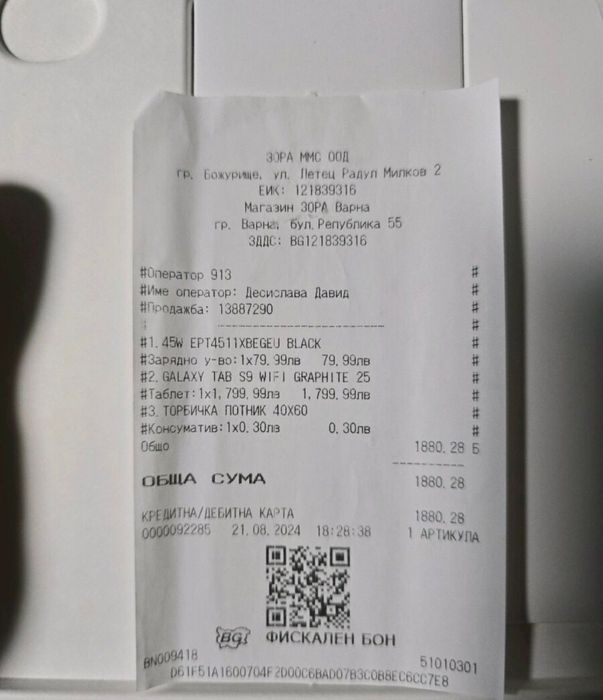 ЗОРА ММС ООД
гр. Божурище, ул. Летец Радул Милков 2
ЕИК: 121839316
Магазин ЗОРА Варна
гр. Варна, бул. Република 55
ЗДДС: BG121839316
#Оператор 913 #
#Име оператор: Десислава Давид #
#Продажба: 13887290 #
# ------------------------ #
#1. 45W EPT4511XBEGEU BLACK #
#Зарядно у-во:1x79,99лв 79,99лв #
#2. GALAXY TAB S9 WIFI GRAPHITE 25 #
#Таблет:1x1,799,99лв 1,799,99лв #
#3. ТОРБИЧКА ПОТНИК 40X60 #
#Консуматив:1x0,30лв 0,30лв #
Общо 1880,28 Б
----------
ОБЩА СУМА 1880,28
КРЕДИТНА/ДЕБИТНА КАРТА 1880,28
0000092285 21.08.2024 18:28:38 1 АРТИКУЛА
BG ФИСКАЛЕН БОН
BN009418 51010301
D61F51A1600704F2D00C6BAD07B3C0B8EC6CC7E8